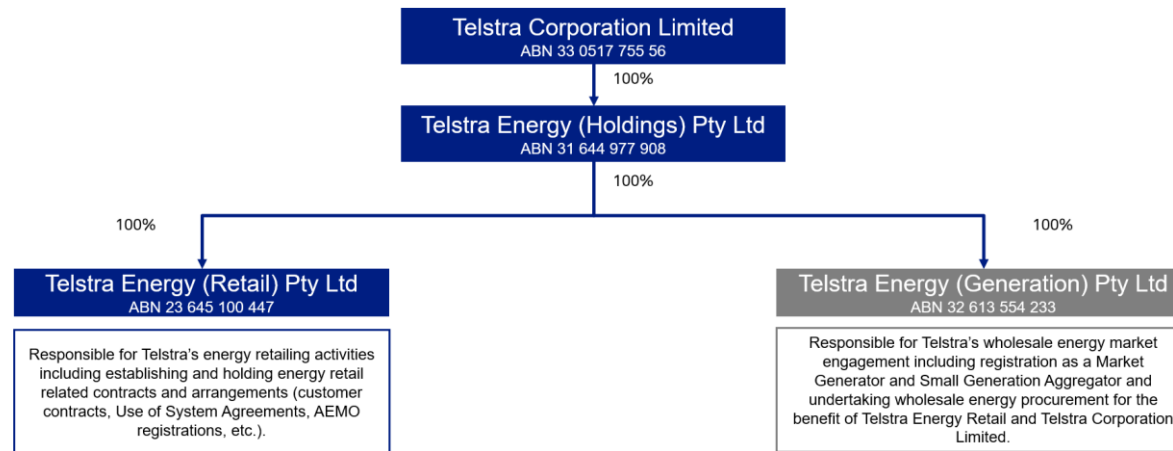 Telstra Corporation Limited
ABN 33 0517 755 56
100%
Telstra Energy (Holdings) Pty Ltd
ABN 31 644 977 908
100%
100%
100%
Telstra Energy (Retail) Pty Ltd
ABN 23 645 100 447
Responsible for Telstra’s energy retailing activities
including establishing and holding energy retail
related contracts and arrangements (customer
contracts, Use of System Agreements, AEMO
registrations, etc.).
Telstra Energy (Generation) Pty Ltd
ABN 32 613 554 233
Responsible for Telstra’s wholesale energy market
engagement including registration as a Market
Generator and Small Generation Aggregator and
undertaking wholesale energy procurement for the
benefit of Telstra Energy Retail and Telstra Corporation
Limited.